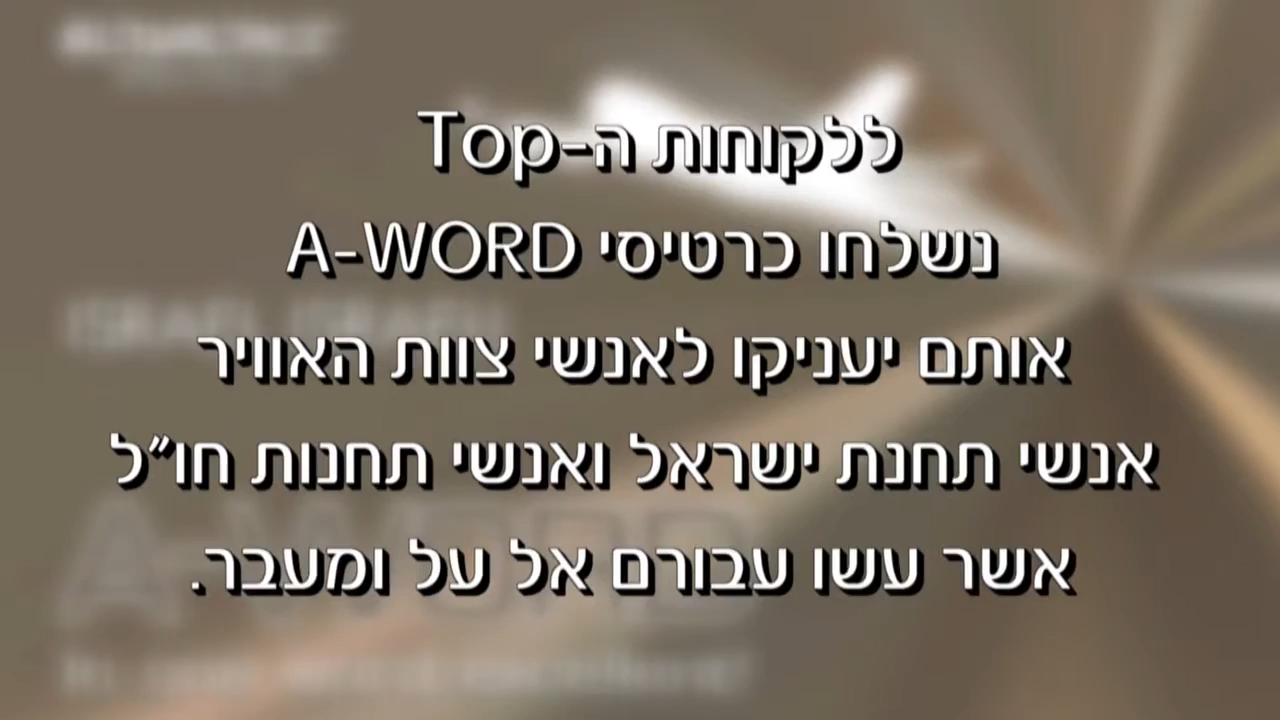 ללקוחות ה-Top
נשלחו כרטיסי A-WORD
אותם יעניקו לאנשי צוות האוויר
אנשי תחנת ישראל ואנשי תחנות חו"ל
אשר עשו עבורם אל על ומעבר.